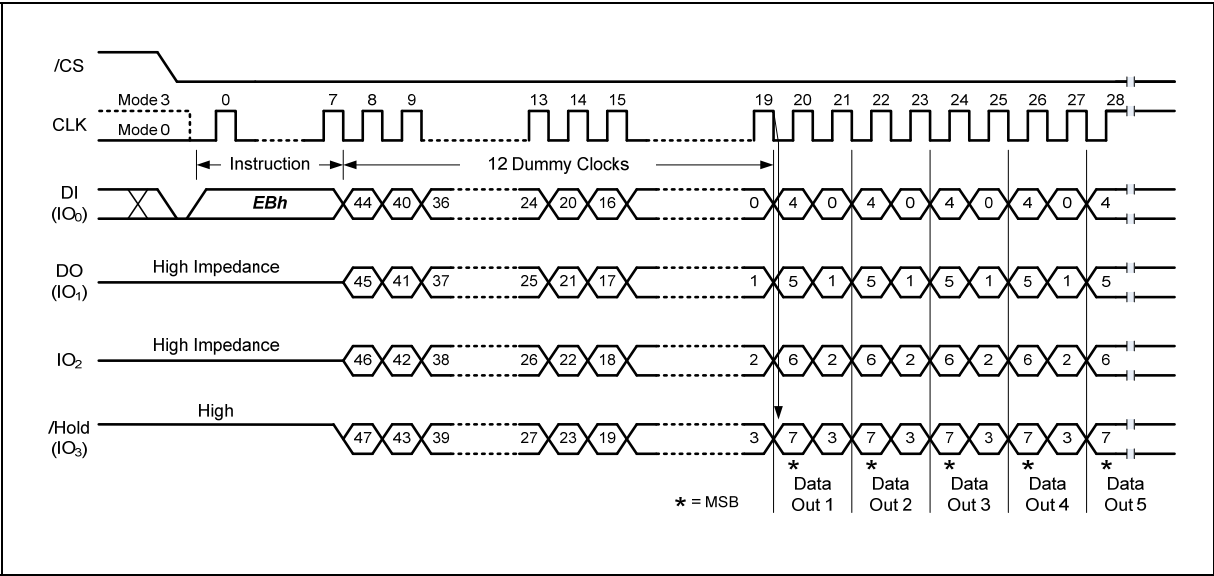 /CS
Mode 3 0 7 8 9 13 14 15 19 20 21 22 23 24 25 26 27 28
CLK
Mode 0
Instruction 12 Dummy Clocks
DI
(IO₀)
EBh 44 40 36 24 20 16 0 4 0 4 0 4 0 4 0 4
DO
(IO₁)
High Impedance 45 41 37 25 21 17 1 5 1 5 1 5 1 5 1 5
IO₂
High Impedance 46 42 38 26 22 18 2 6 2 6 2 6 2 6 2 6
/Hold
(IO₃)
High 47 43 39 27 23 19 3 7 3 7 3 7 3 7 3 7
* * * * *
* = MSB
Data Out 1
Data Out 2
Data Out 3
Data Out 4
Data Out 5